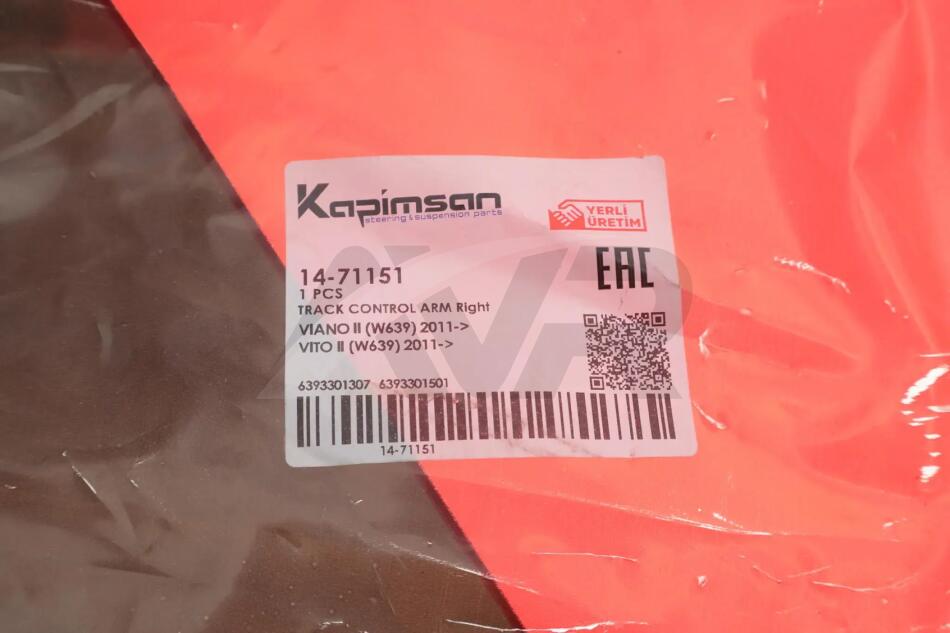 Kapimsan
steering & suspension parts
YERLİ
ÜRETİM
EAC
14-71151
1 PCS
TRACK CONTROL ARM Right
VIANO II (W639) 2011->
VITO II (W639) 2011->
6393301307 6393301501
14-71151
AVR